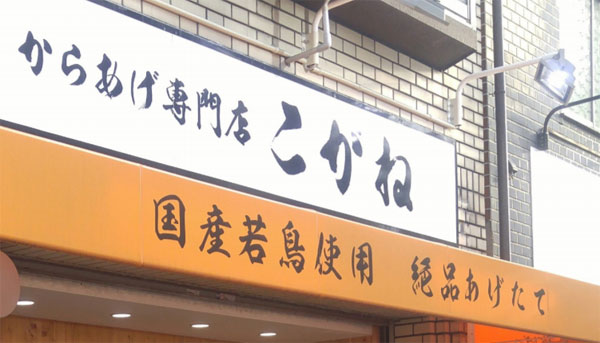 からあげ専門店 こがね
国産若鳥使用 絶品あげたて